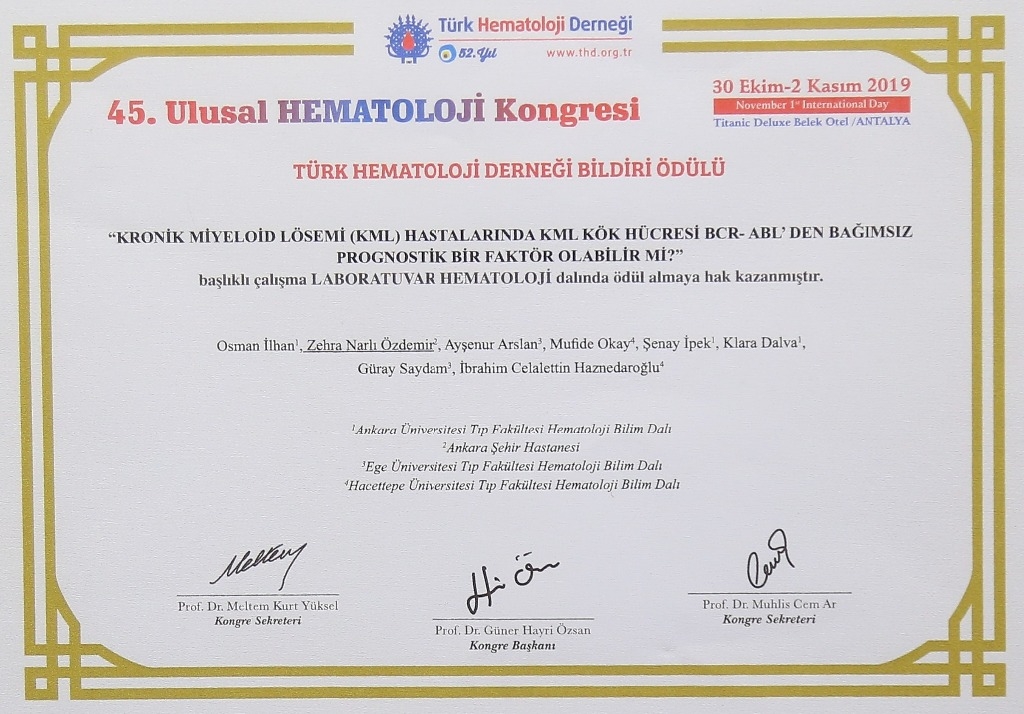 Türk Hematoloji Derneği
52.Yıl www.thd.org.tr
45. Ulusal HEMATOLOJİ Kongresi
30 Ekim-2 Kasım 2019
November 1st International Day
Titanic Deluxe Belek Otel /ANTALYA
TÜRK HEMATOLOJİ DERNEĞİ BİLDİRİ ÖDÜLÜ
“KRONİK MİYELOİD LÖSEMİ (KML) HASTALARINDA KML KÖK HÜCRESİ BCR- ABL’ DEN BAĞIMSIZ
PROGNOSTİK BİR FAKTÖR OLABİLİR Mİ?”
başlıklı çalışma LABORATUVAR HEMATOLOJİ dalında ödül almaya hak kazanmıştır.
Osman İlhan¹, Zehra Narlı Özdemir², Ayşenur Arslan³, Mufide Okay⁴, Şenay İpek¹, Klara Dalva¹,
Güray Saydam³, İbrahim Celalettin Haznedaroğlu⁴
¹Ankara Üniversitesi Tıp Fakültesi Hematoloji Bilim Dalı
²Ankara Şehir Hastanesi
³Ege Üniversitesi Tıp Fakültesi Hematoloji Bilim Dalı
⁴Hacettepe Üniversitesi Tıp Fakültesi Hematoloji Bilim Dalı
Prof. Dr. Meltem Kurt Yüksel
Kongre Sekreteri
Prof. Dr. Güner Hayri Özsan
Kongre Başkanı
Prof. Dr. Muhlis Cem Ar
Kongre Sekreteri